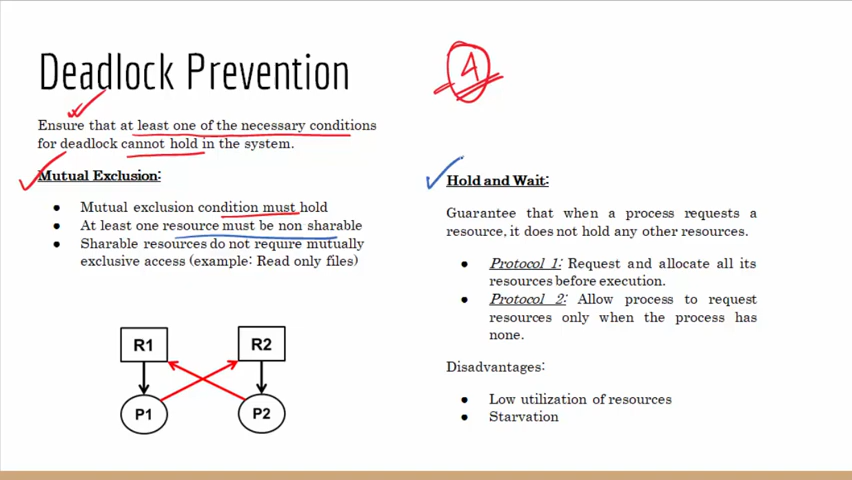 Deadlock Prevention
4
Ensure that at least one of the necessary conditions
for deadlock cannot hold in the system.
Mutual Exclusion:
● Mutual exclusion condition must hold
● At least one resource must be non sharable
● Sharable resources do not require mutually
exclusive access (example: Read only files)
R1
R2
P1
P2
Hold and Wait:
Guarantee that when a process requests a
resource, it does not hold any other resources.
● Protocol 1: Request and allocate all its
resources before execution.
● Protocol 2: Allow process to request
resources only when the process has
none.
Disadvantages:
● Low utilization of resources
● Starvation